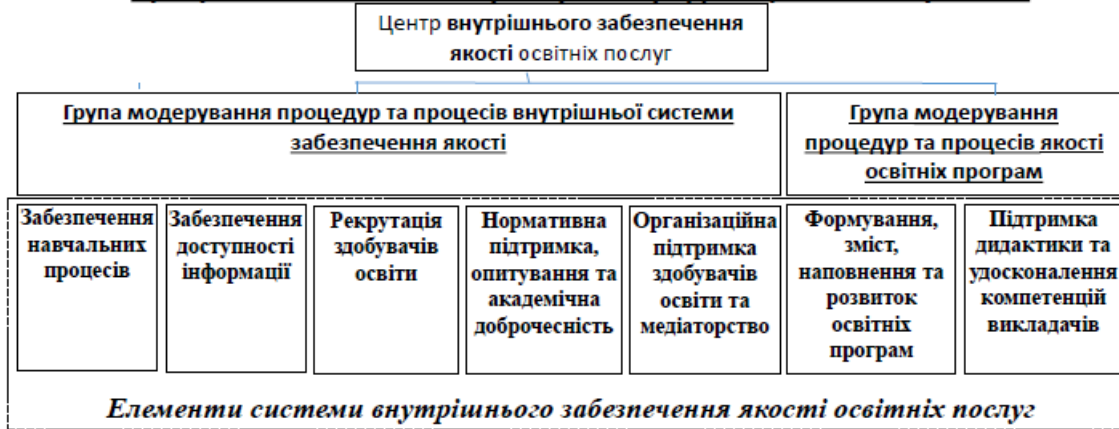 Центр внутрішнього забезпечення
якості освітніх послуг
Група модерування процедур та процесів внутрішньої системи
забезпечення якості
Група модерування
процедур та процесів якості
освітніх програм
Забезпечення
навчальних
процесів
Забезпечення
доступності
інформації
Рекрутація
здобувачів
освіти
Нормативна
підтримка,
опитування та
академічна
доброчесність
Організаційна
підтримка
здобувачів
освіти та
медіаторство
Формування,
зміст,
наповнення та
розвиток
освітніх
програм
Підтримка
дидактики та
удосконалення
компетенцій
викладачів
Елементи системи внутрішнього забезпечення якості освітніх послуг